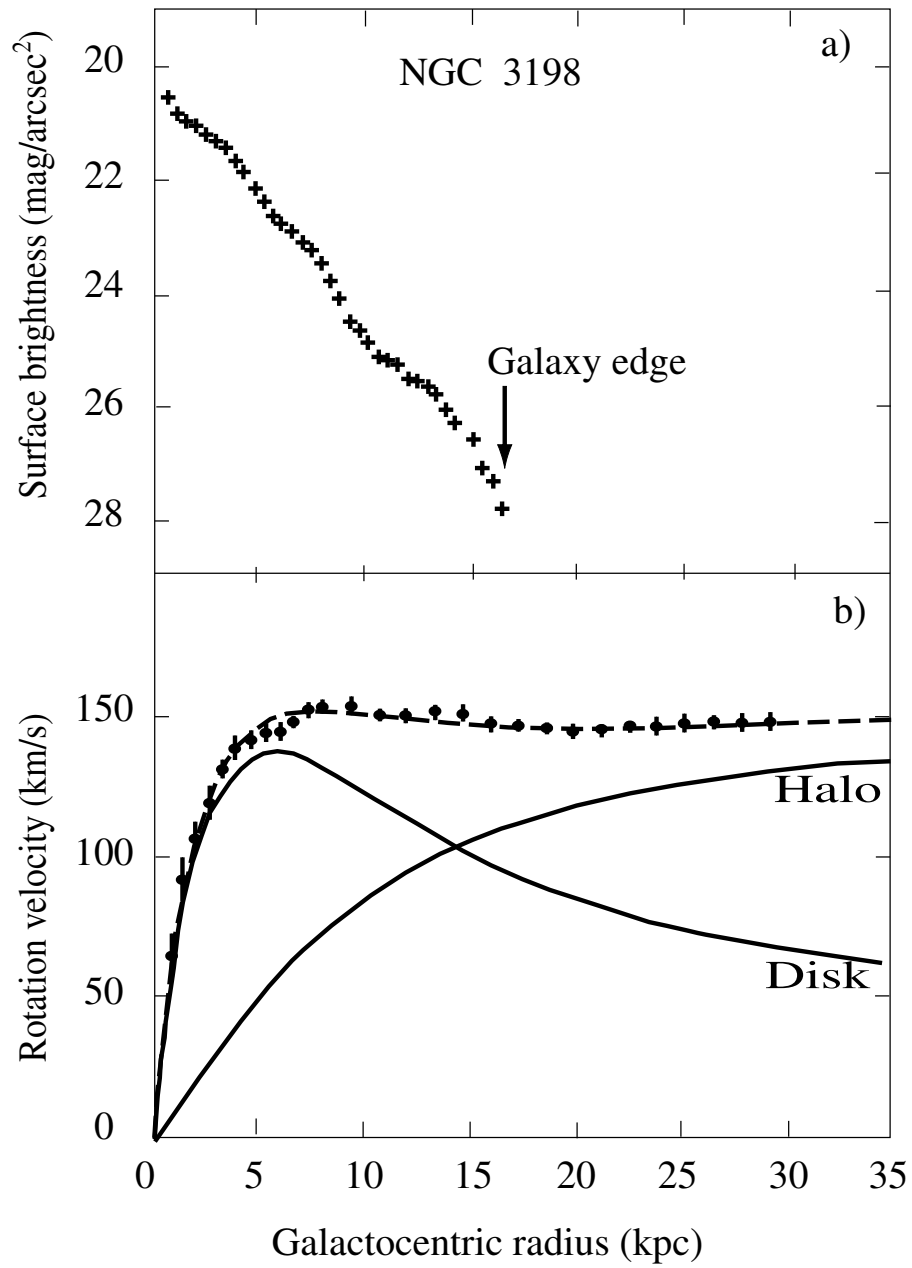 a)
NGC 3198
Surface brightness (mag/arcsec²)
20
22
24
26
28
Galaxy edge
b)
Rotation velocity (km/s)
150
100
50
0
Halo
Disk
0 5 10 15 20 25 30 35
Galactocentric radius (kpc)